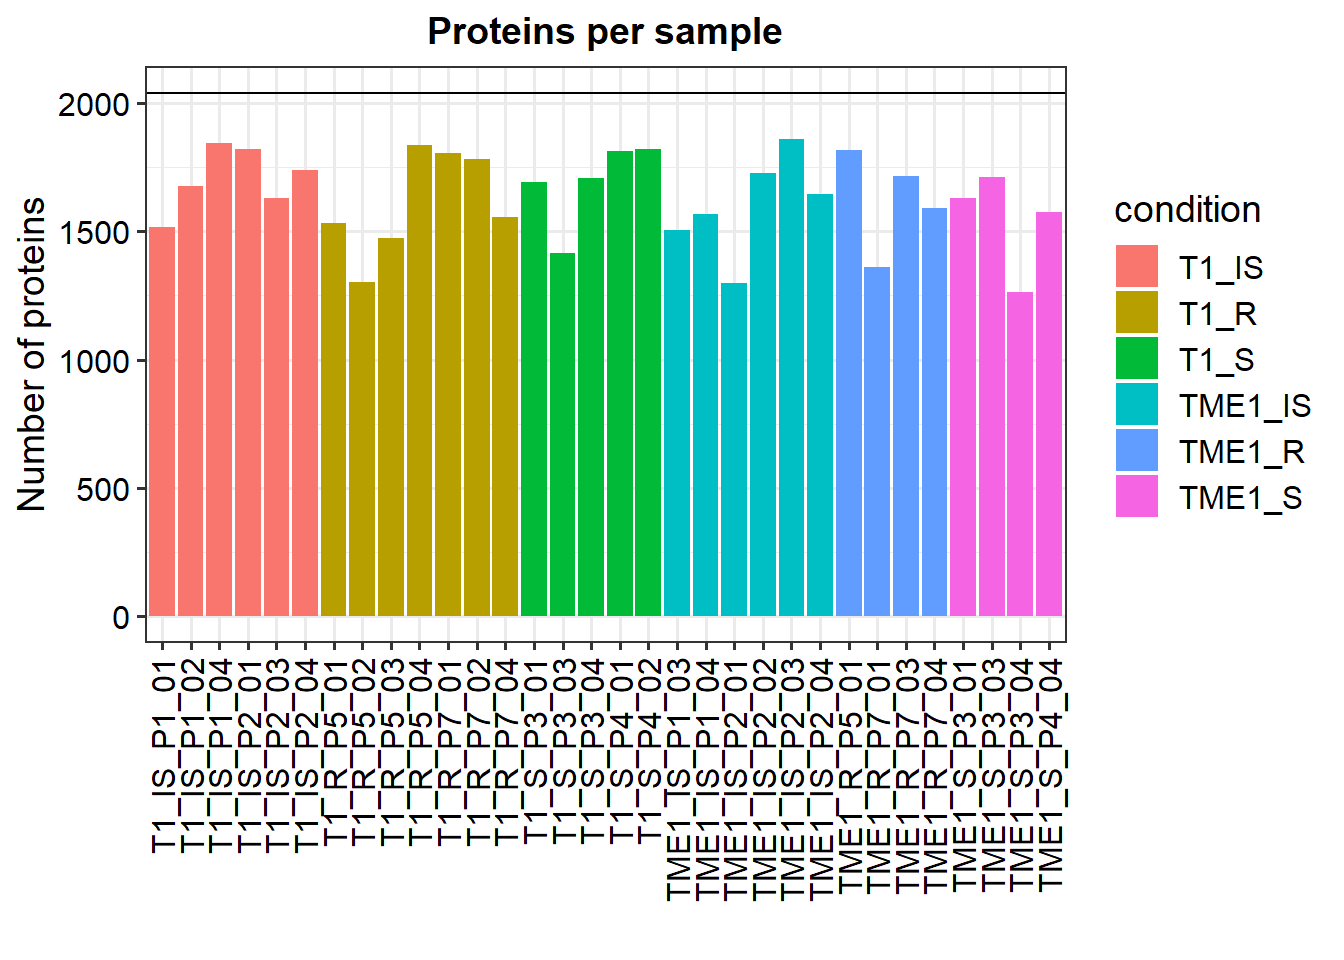 Proteins per sample
Number of proteins
2000
1500
1000
500
0
T1_IS_P1_01
T1_IS_P1_02
T1_IS_P1_04
T1_IS_P2_01
T1_IS_P2_03
T1_IS_P2_04
T1_R_P5_01
T1_R_P5_02
T1_R_P5_03
T1_R_P5_04
T1_R_P7_01
T1_R_P7_02
T1_R_P7_04
T1_S_P3_01
T1_S_P3_03
T1_S_P3_04
T1_S_P4_01
T1_S_P4_02
TME1_IS_P1_03
TME1_IS_P1_04
TME1_IS_P2_01
TME1_IS_P2_02
TME1_IS_P2_03
TME1_IS_P2_04
TME1_R_P5_01
TME1_R_P7_01
TME1_R_P7_03
TME1_R_P7_04
TME1_S_P3_01
TME1_S_P3_03
TME1_S_P3_04
TME1_S_P4_04
condition
T1_IS
T1_R
T1_S
TME1_IS
TME1_R
TME1_S